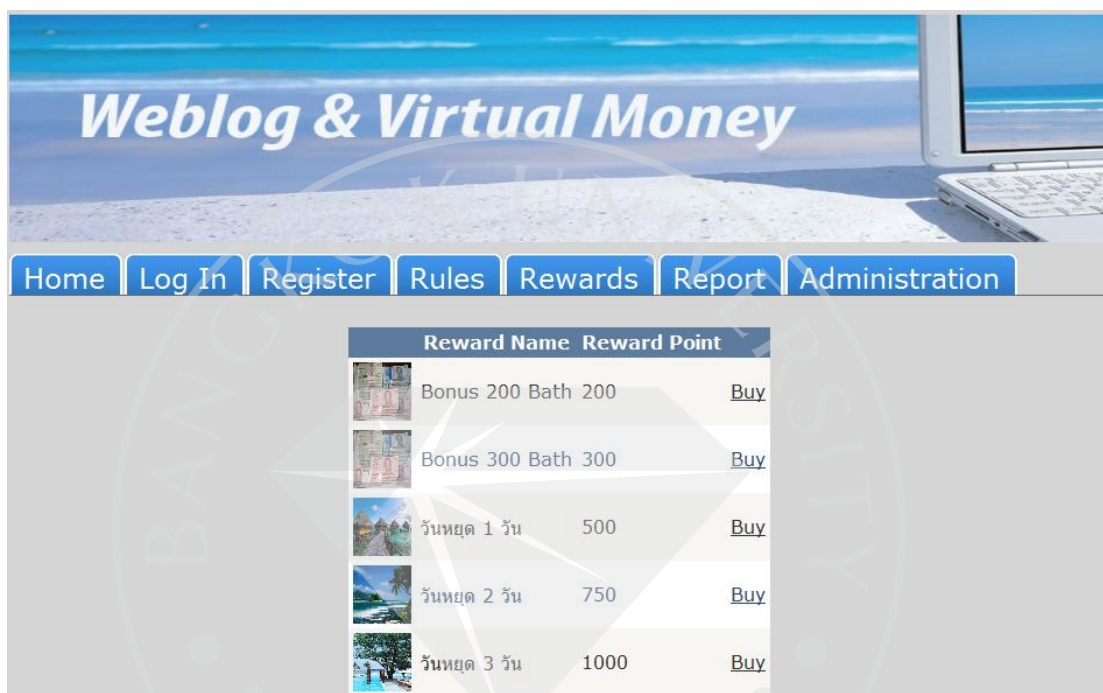 Weblog & Virtual Money
Home Log In Register Rules Rewards Report Administration
Reward Name Reward Point
Bonus 200 Bath 200 Buy
Bonus 300 Bath 300 Buy
วันหยุด 1 วัน 500 Buy
วันหยุด 2 วัน 750 Buy
วันหยุด 3 วัน 1000 Buy
BANGKOK UNIVERSITY